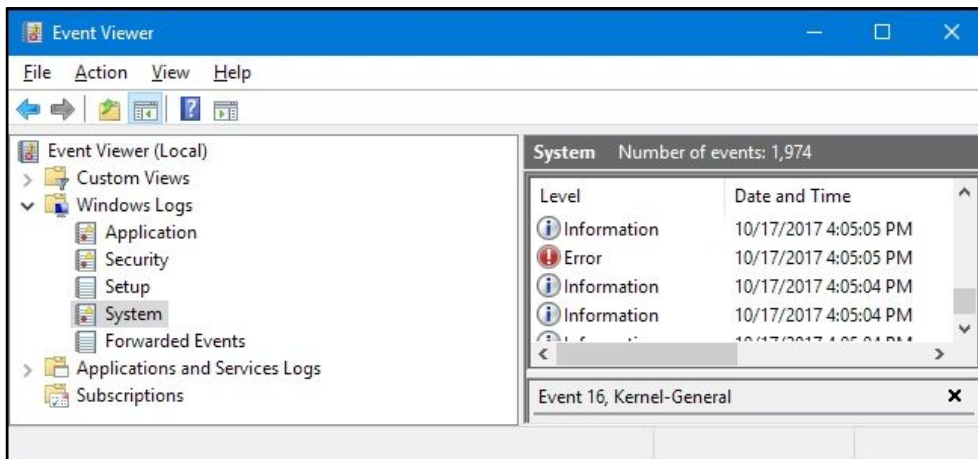 Event Viewer
File Action View Help
Event Viewer (Local)
Custom Views
Windows Logs
Application
Security
Setup
System
Forwarded Events
Applications and Services Logs
Subscriptions
System Number of events: 1,974
Level Date and Time
Information 10/17/2017 4:05:05 PM
Error 10/17/2017 4:05:05 PM
Information 10/17/2017 4:05:04 PM
Information 10/17/2017 4:05:04 PM
Event 16, Kernel-General